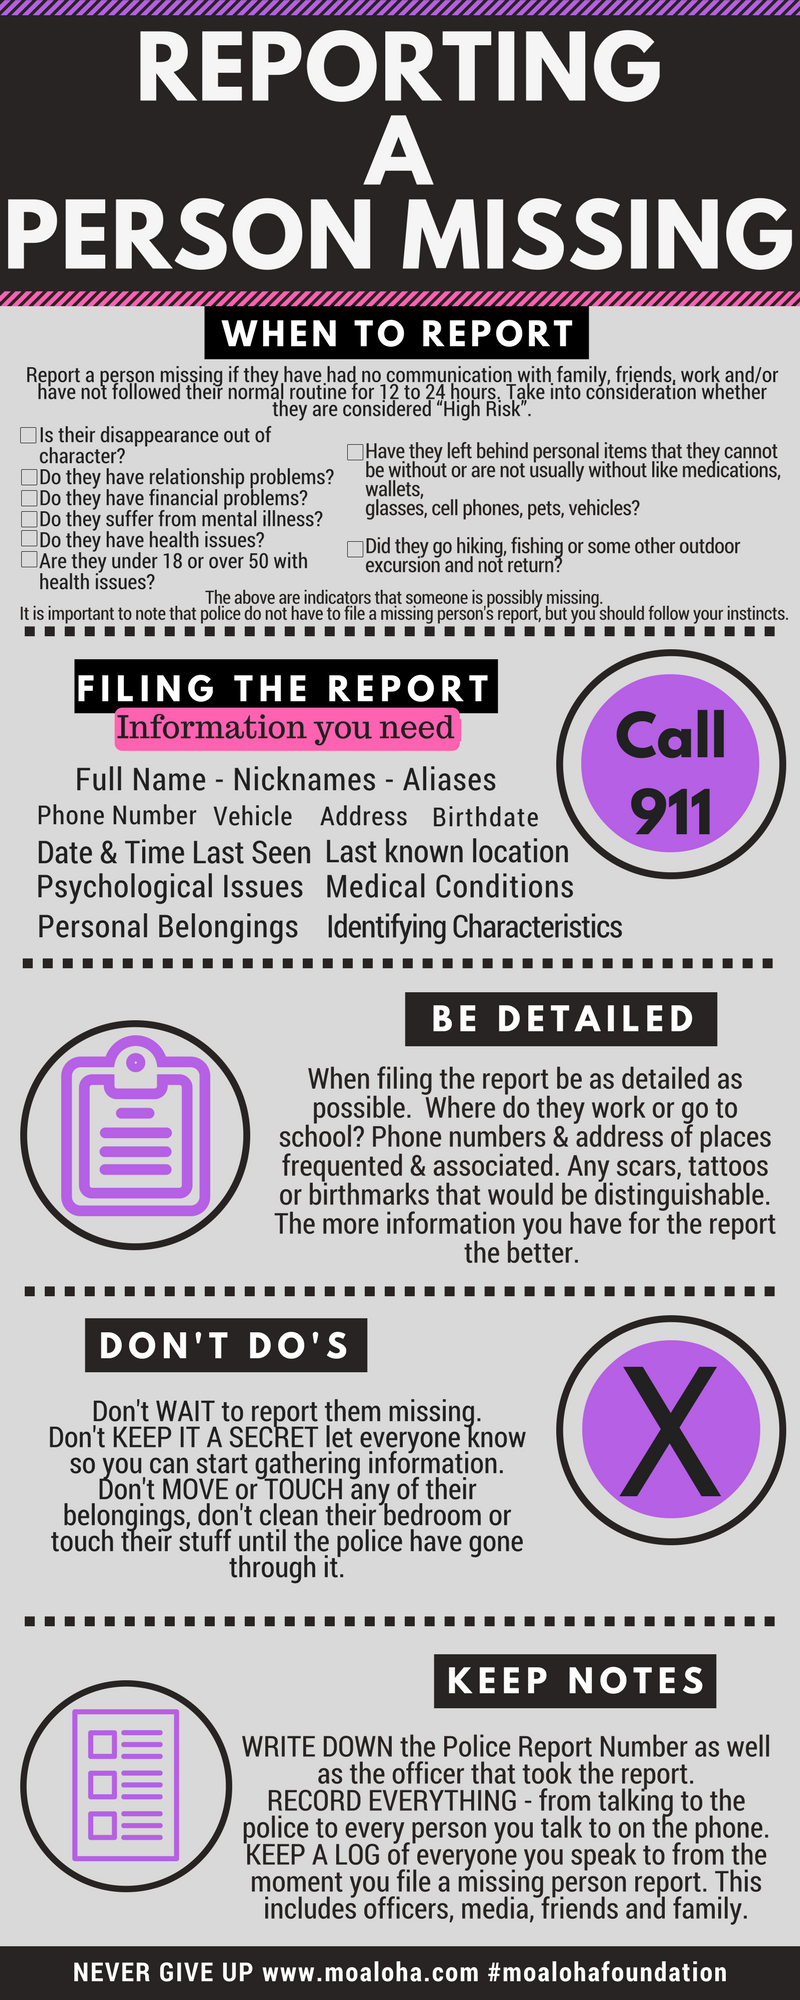 REPORTING
A
PERSON MISSING
WHEN TO REPORT
Report a person missing if they have had no communication with family, friends, work and/or
have not followed their normal routine for 12 to 24 hours. Take into consideration whether
they are considered “High Risk”.
Is their disappearance out of
character?
Do they have relationship problems?
Do they have financial problems?
Do they suffer from mental illness?
Do they have health issues?
Are they under 18 or over 50 with
health issues?
Have they left behind personal items that they cannot
be without or are not usually without like medications,
wallets,
glasses, cell phones, pets, vehicles?
Did they go hiking, fishing or some other outdoor
excursion and not return?
The above are indicators that someone is possibly missing.
It is important to note that police do not have to file a missing person's report, but you should follow your instincts.
FILING THE REPORT
Information you need
Call
911
Full Name - Nicknames - Aliases
Phone Number Vehicle Address Birthdate
Date & Time Last Seen Last known location
Psychological Issues Medical Conditions
Personal Belongings Identifying Characteristics
BE DETAILED
When filing the report be as detailed as
possible. Where do they work or go to
school? Phone numbers & address of places
frequented & associated. Any scars, tattoos
or birthmarks that would be distinguishable.
The more information you have for the report
the better.
DON'T DO'S
X
Don't WAIT to report them missing.
Don't KEEP IT A SECRET let everyone know
so you can start gathering information.
Don't MOVE or TOUCH any of their
belongings, don't clean their bedroom or
touch their stuff until the police have gone
through it.
KEEP NOTES
WRITE DOWN the Police Report Number as well
as the officer that took the report.
RECORD EVERYTHING - from talking to the
police to every person you talk to on the phone.
KEEP A LOG of everyone you speak to from the
moment you file a missing person report. This
includes officers, media, friends and family.
NEVER GIVE UP www.moaloha.com #moalohafoundation